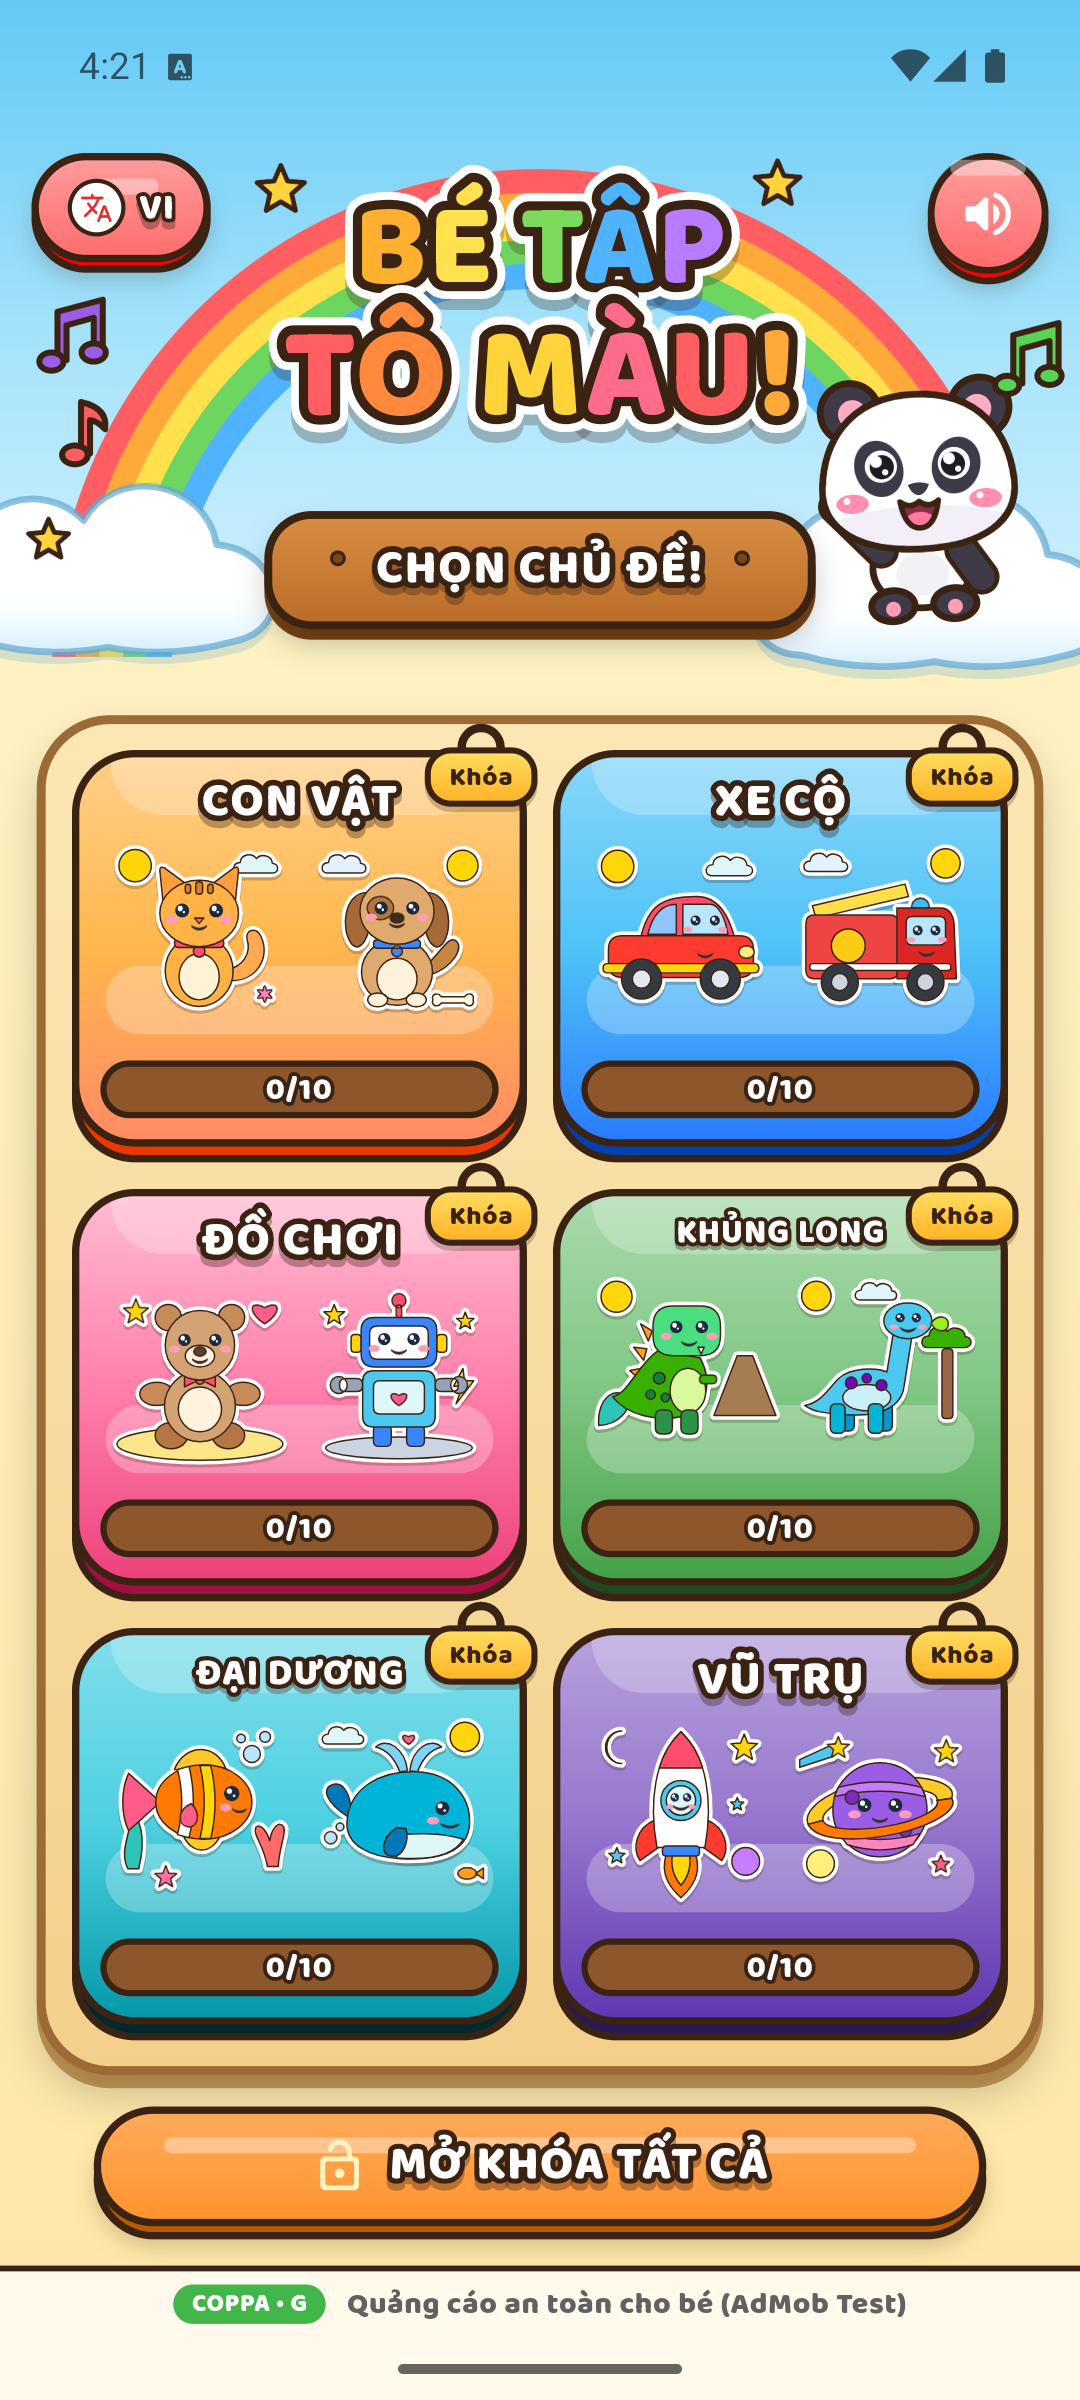 4:21
VI
BÉ TẬP
TÔ MÀU!
CHỌN CHỦ ĐỀ!
CON VẬT
Khóa
0/10
XE CỘ
Khóa
0/10
ĐỒ CHƠI
Khóa
0/10
KHỦNG LONG
Khóa
0/10
ĐẠI DƯƠNG
Khóa
0/10
VŨ TRỤ
Khóa
0/10
MỞ KHÓA TẤT CẢ
COPPA • G Quảng cáo an toàn cho bé (AdMob Test)